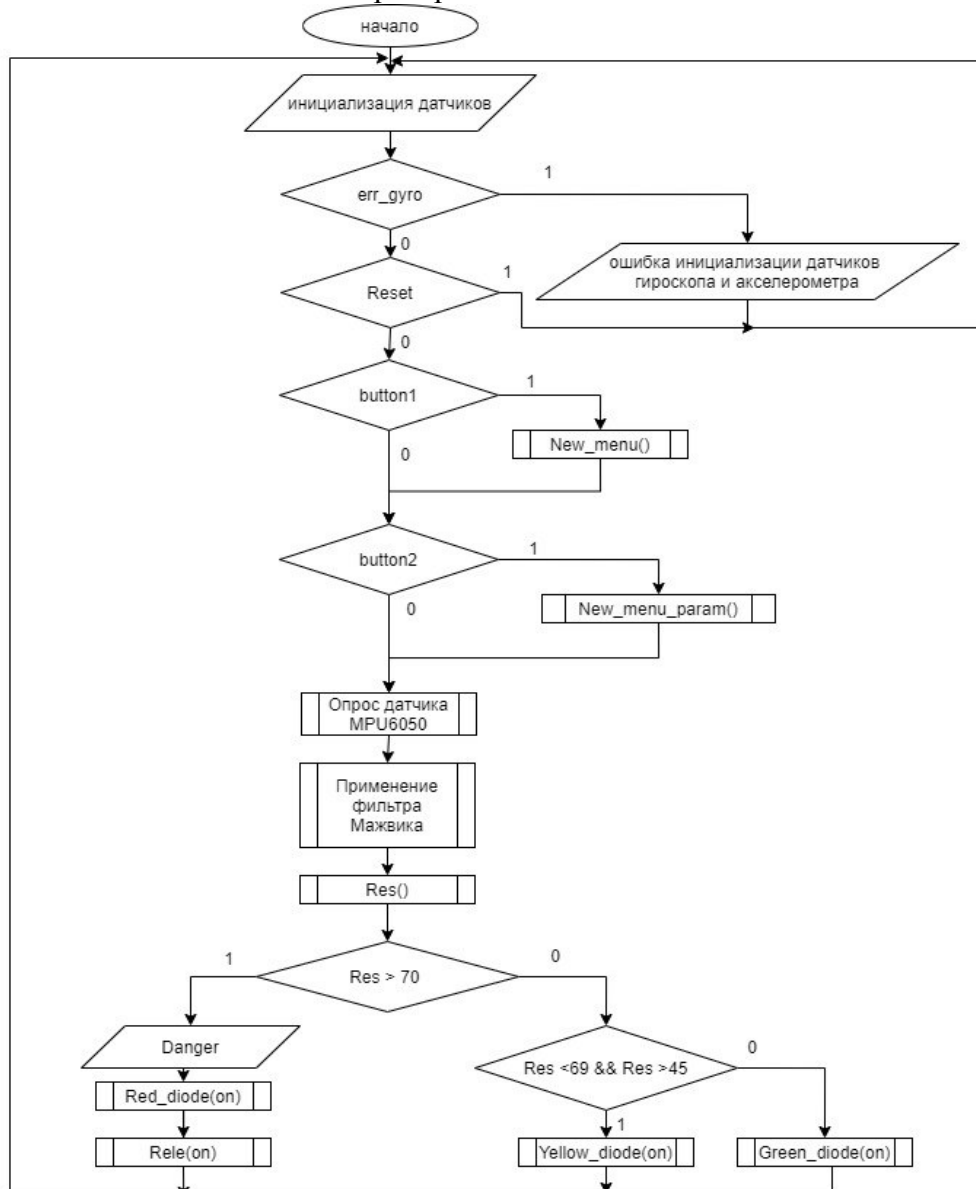 начало
инициализация датчиков
err_gyro
1
0
ошибка инициализации датчиков
гироскопа и акселерометра
Reset
1
0
button1
1
New_menu()
0
button2
1
New_menu_param()
0
Опрос датчика
MPU6050
Применение
фильтра
Мажвика
Res()
1
Res > 70
0
Danger
Res <69 && Res >45
0
Red_diode(on)
1
Rele(on)
Yellow_diode(on)
Green_diode(on)